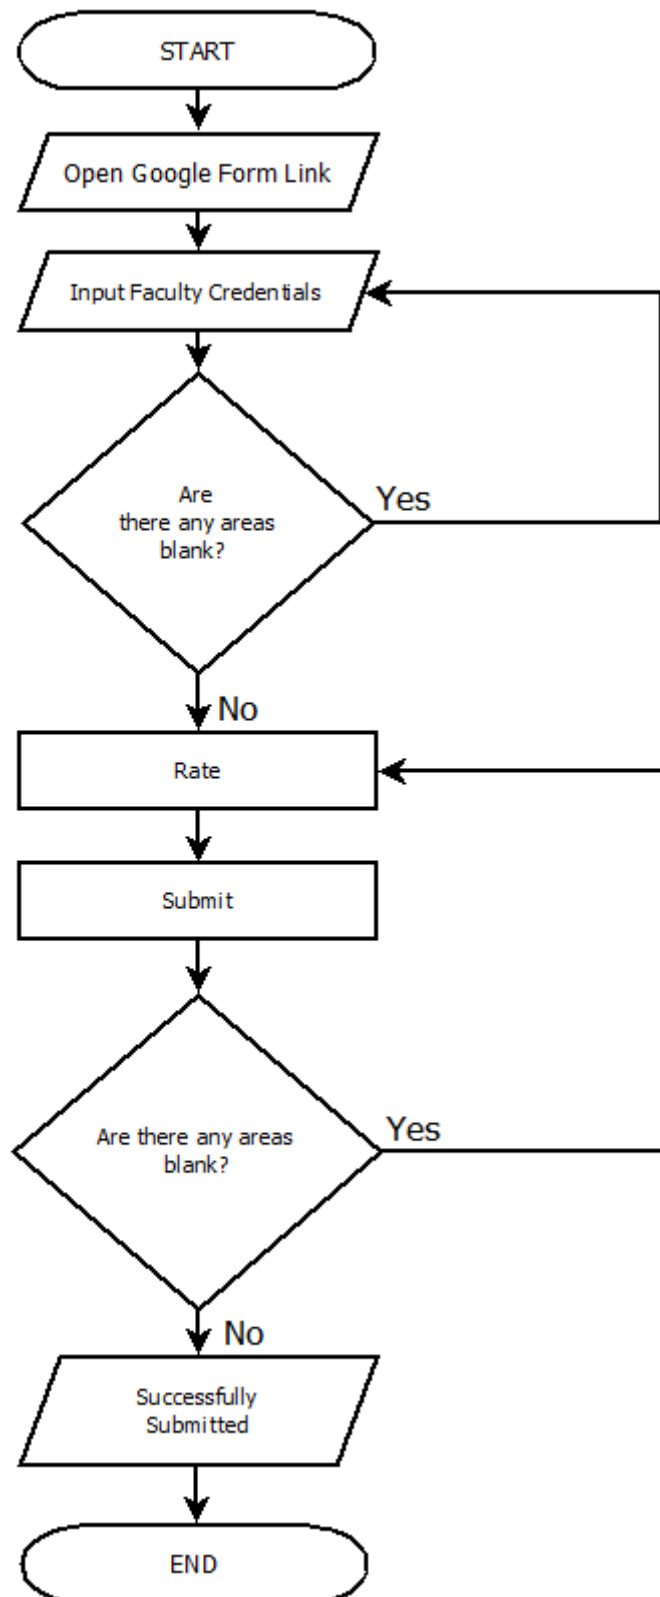 START
Open Google Form Link
Input Faculty Credentials
Are
there any areas
blank?
Yes
No
Rate
Submit
Are there any areas
blank?
Yes
No
Successfully
Submitted
END